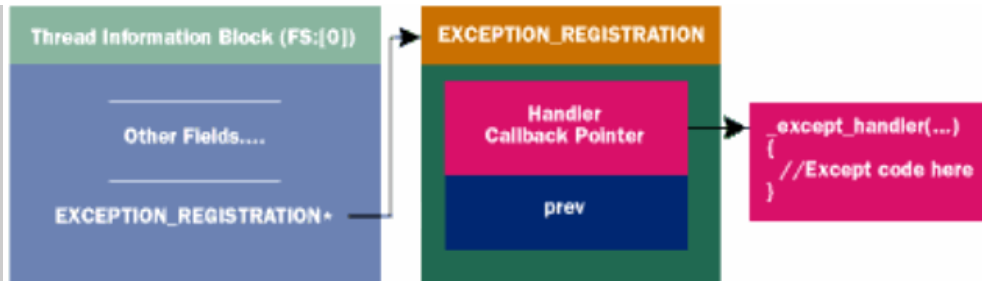 Thread Information Block (FS:[0])
Other Fields....
EXCEPTION_REGISTRATION*
EXCEPTION_REGISTRATION
Handler
Callback Pointer
prev
_except_handler(...)
{
//Except code here
}